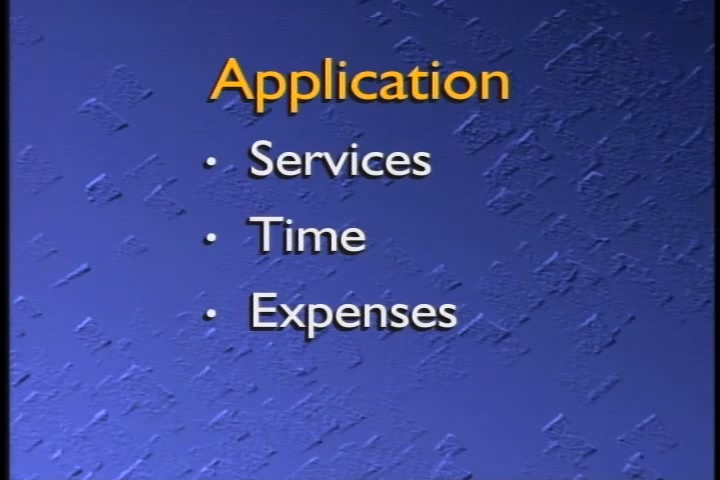 Application
• Services
• Time
• Expenses